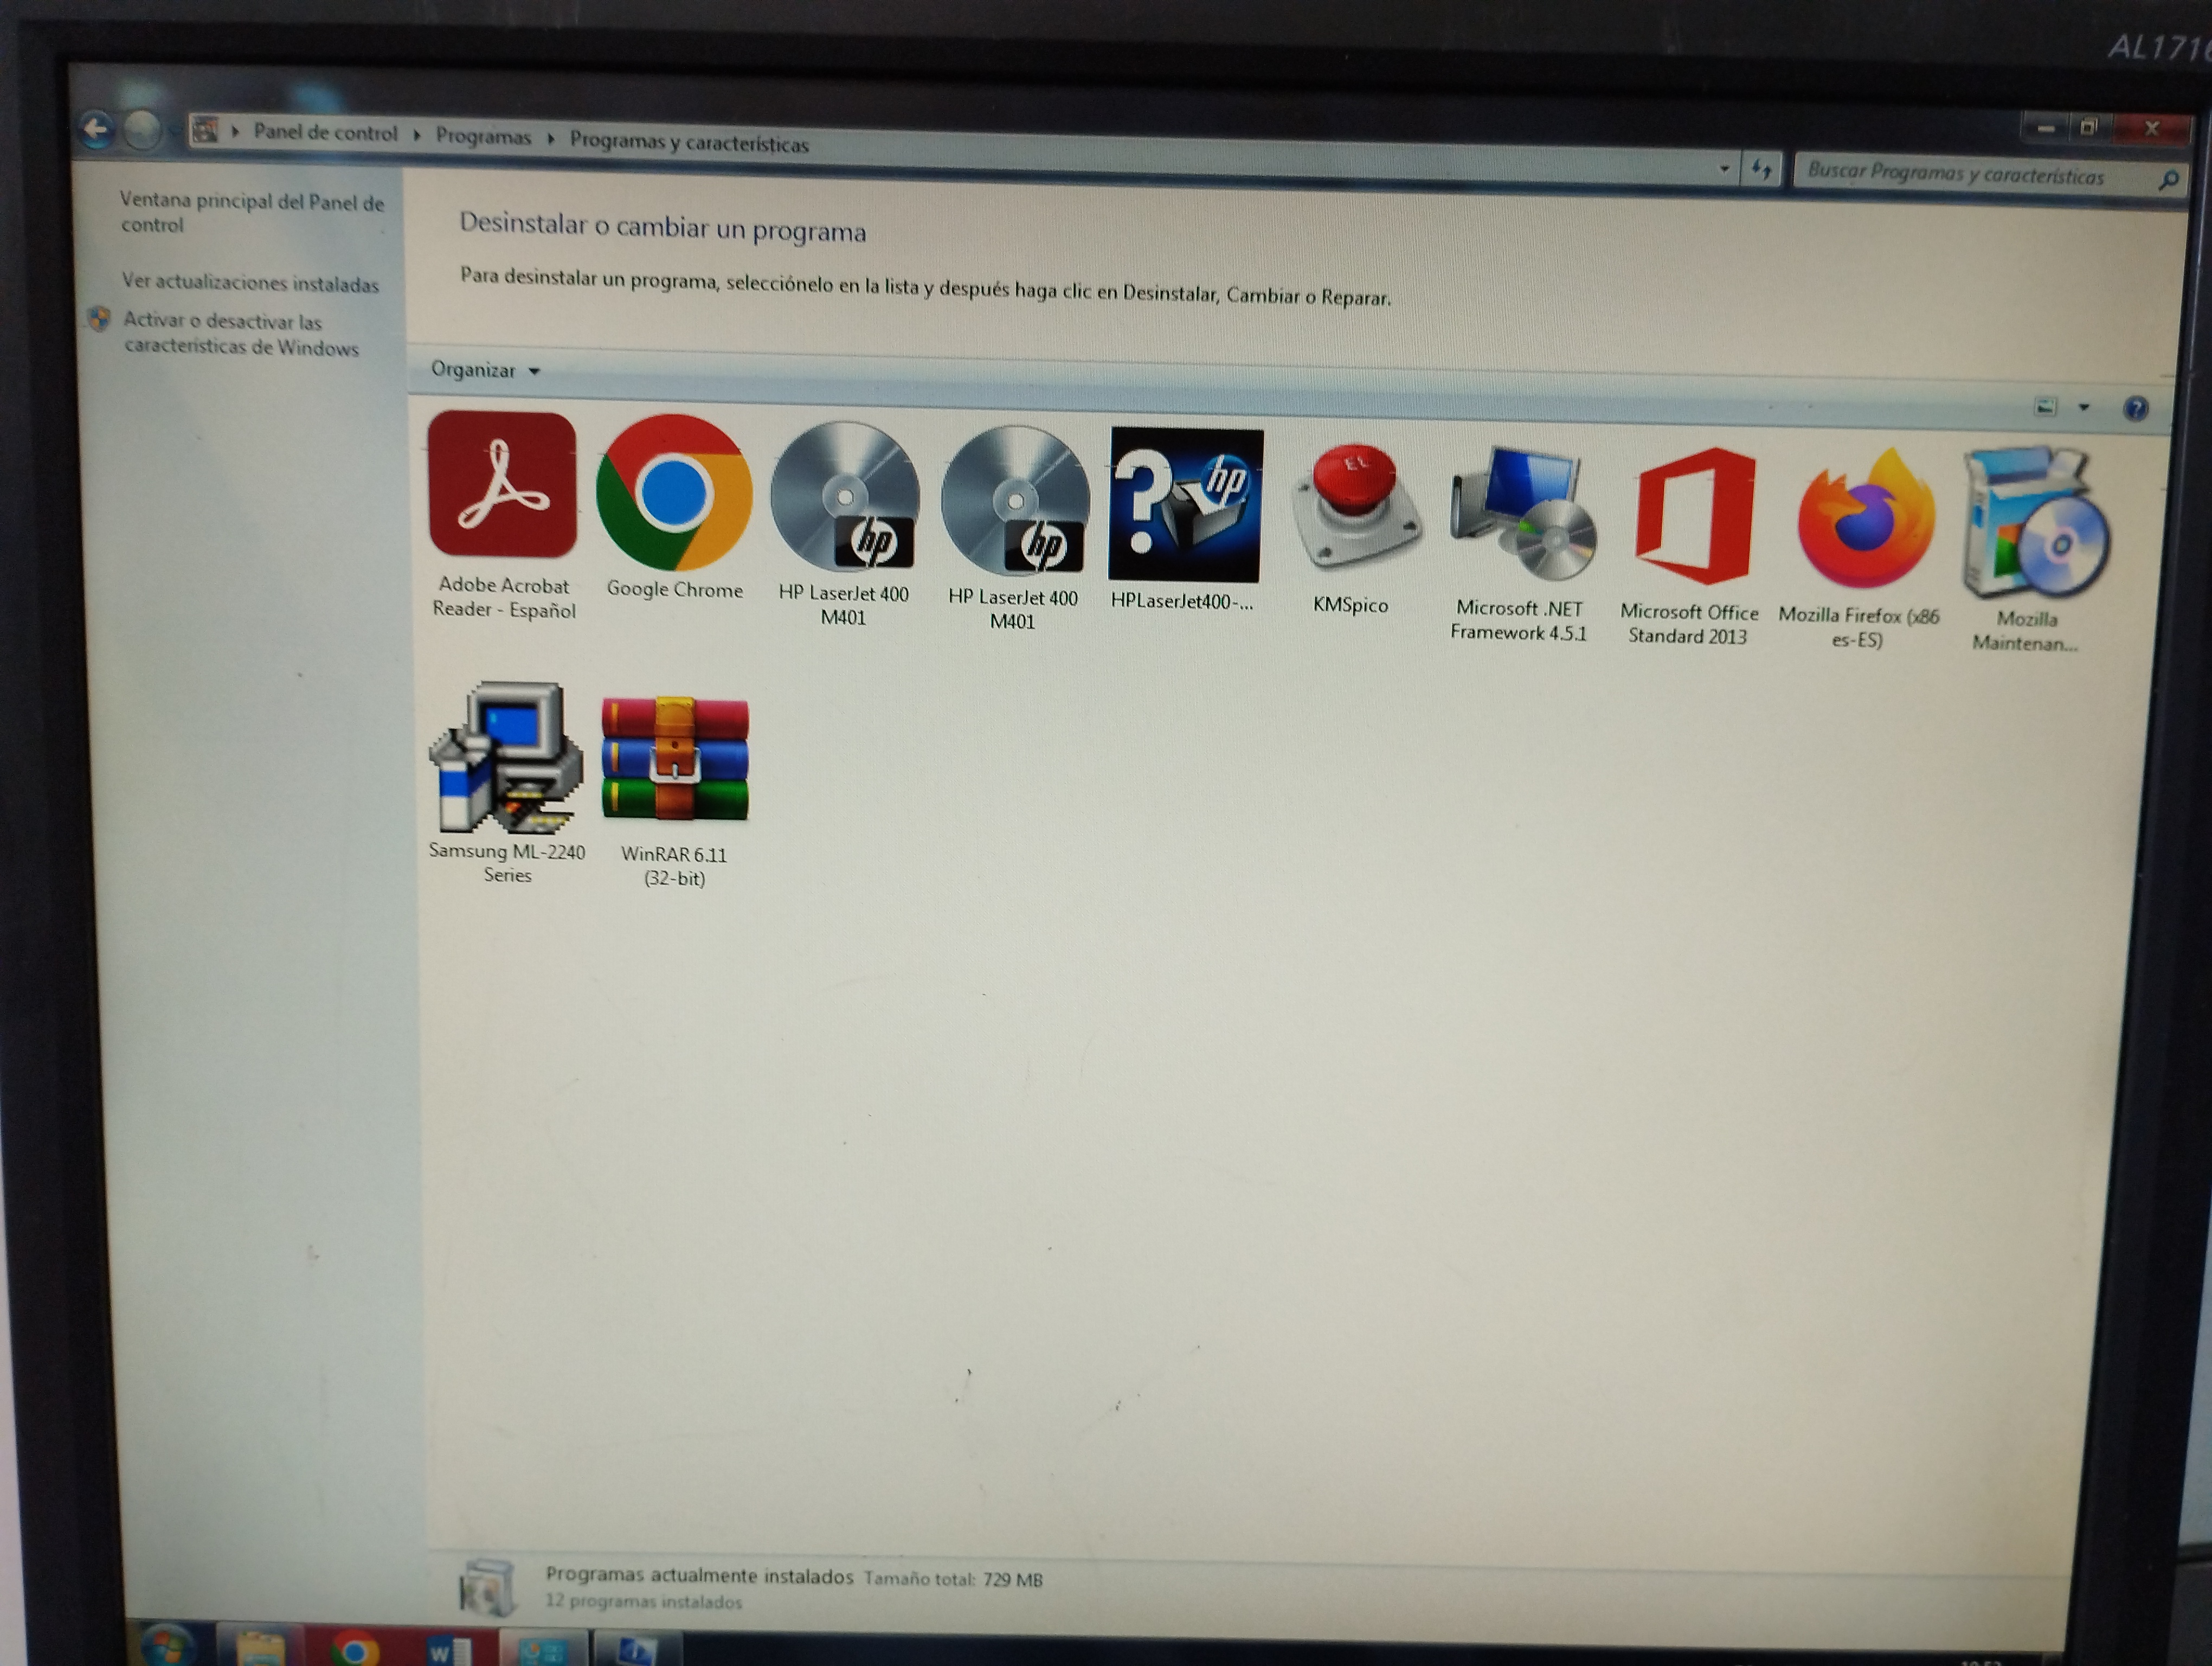 AL171
Panel de control
Programas
Programas y características
Buscar Programas y características
Ventana principal del Panel de
control
Ver actualizaciones instaladas
Activar o desactivar las
características de Windows
Desinstalar o cambiar un programa
Para desinstalar un programa, selecciónelo en la lista y después haga clic en Desinstalar, Cambiar o Reparar.
Organizar
Adobe Acrobat
Reader - Español
Google Chrome
hp
HP LaserJet 400
M401
hp
HP LaserJet 400
M401
? hp
HPLaserJet400-...
KMSpico
Microsoft .NET
Framework 4.5.1
Microsoft Office
Standard 2013
Mozilla Firefox (x86
es-ES)
Mozilla
Maintenan...
Samsung ML-2240
Series
WinRAR 6.11
(32-bit)
Programas actualmente instalados Tamaño total: 729 MB
12 programas instalados
W